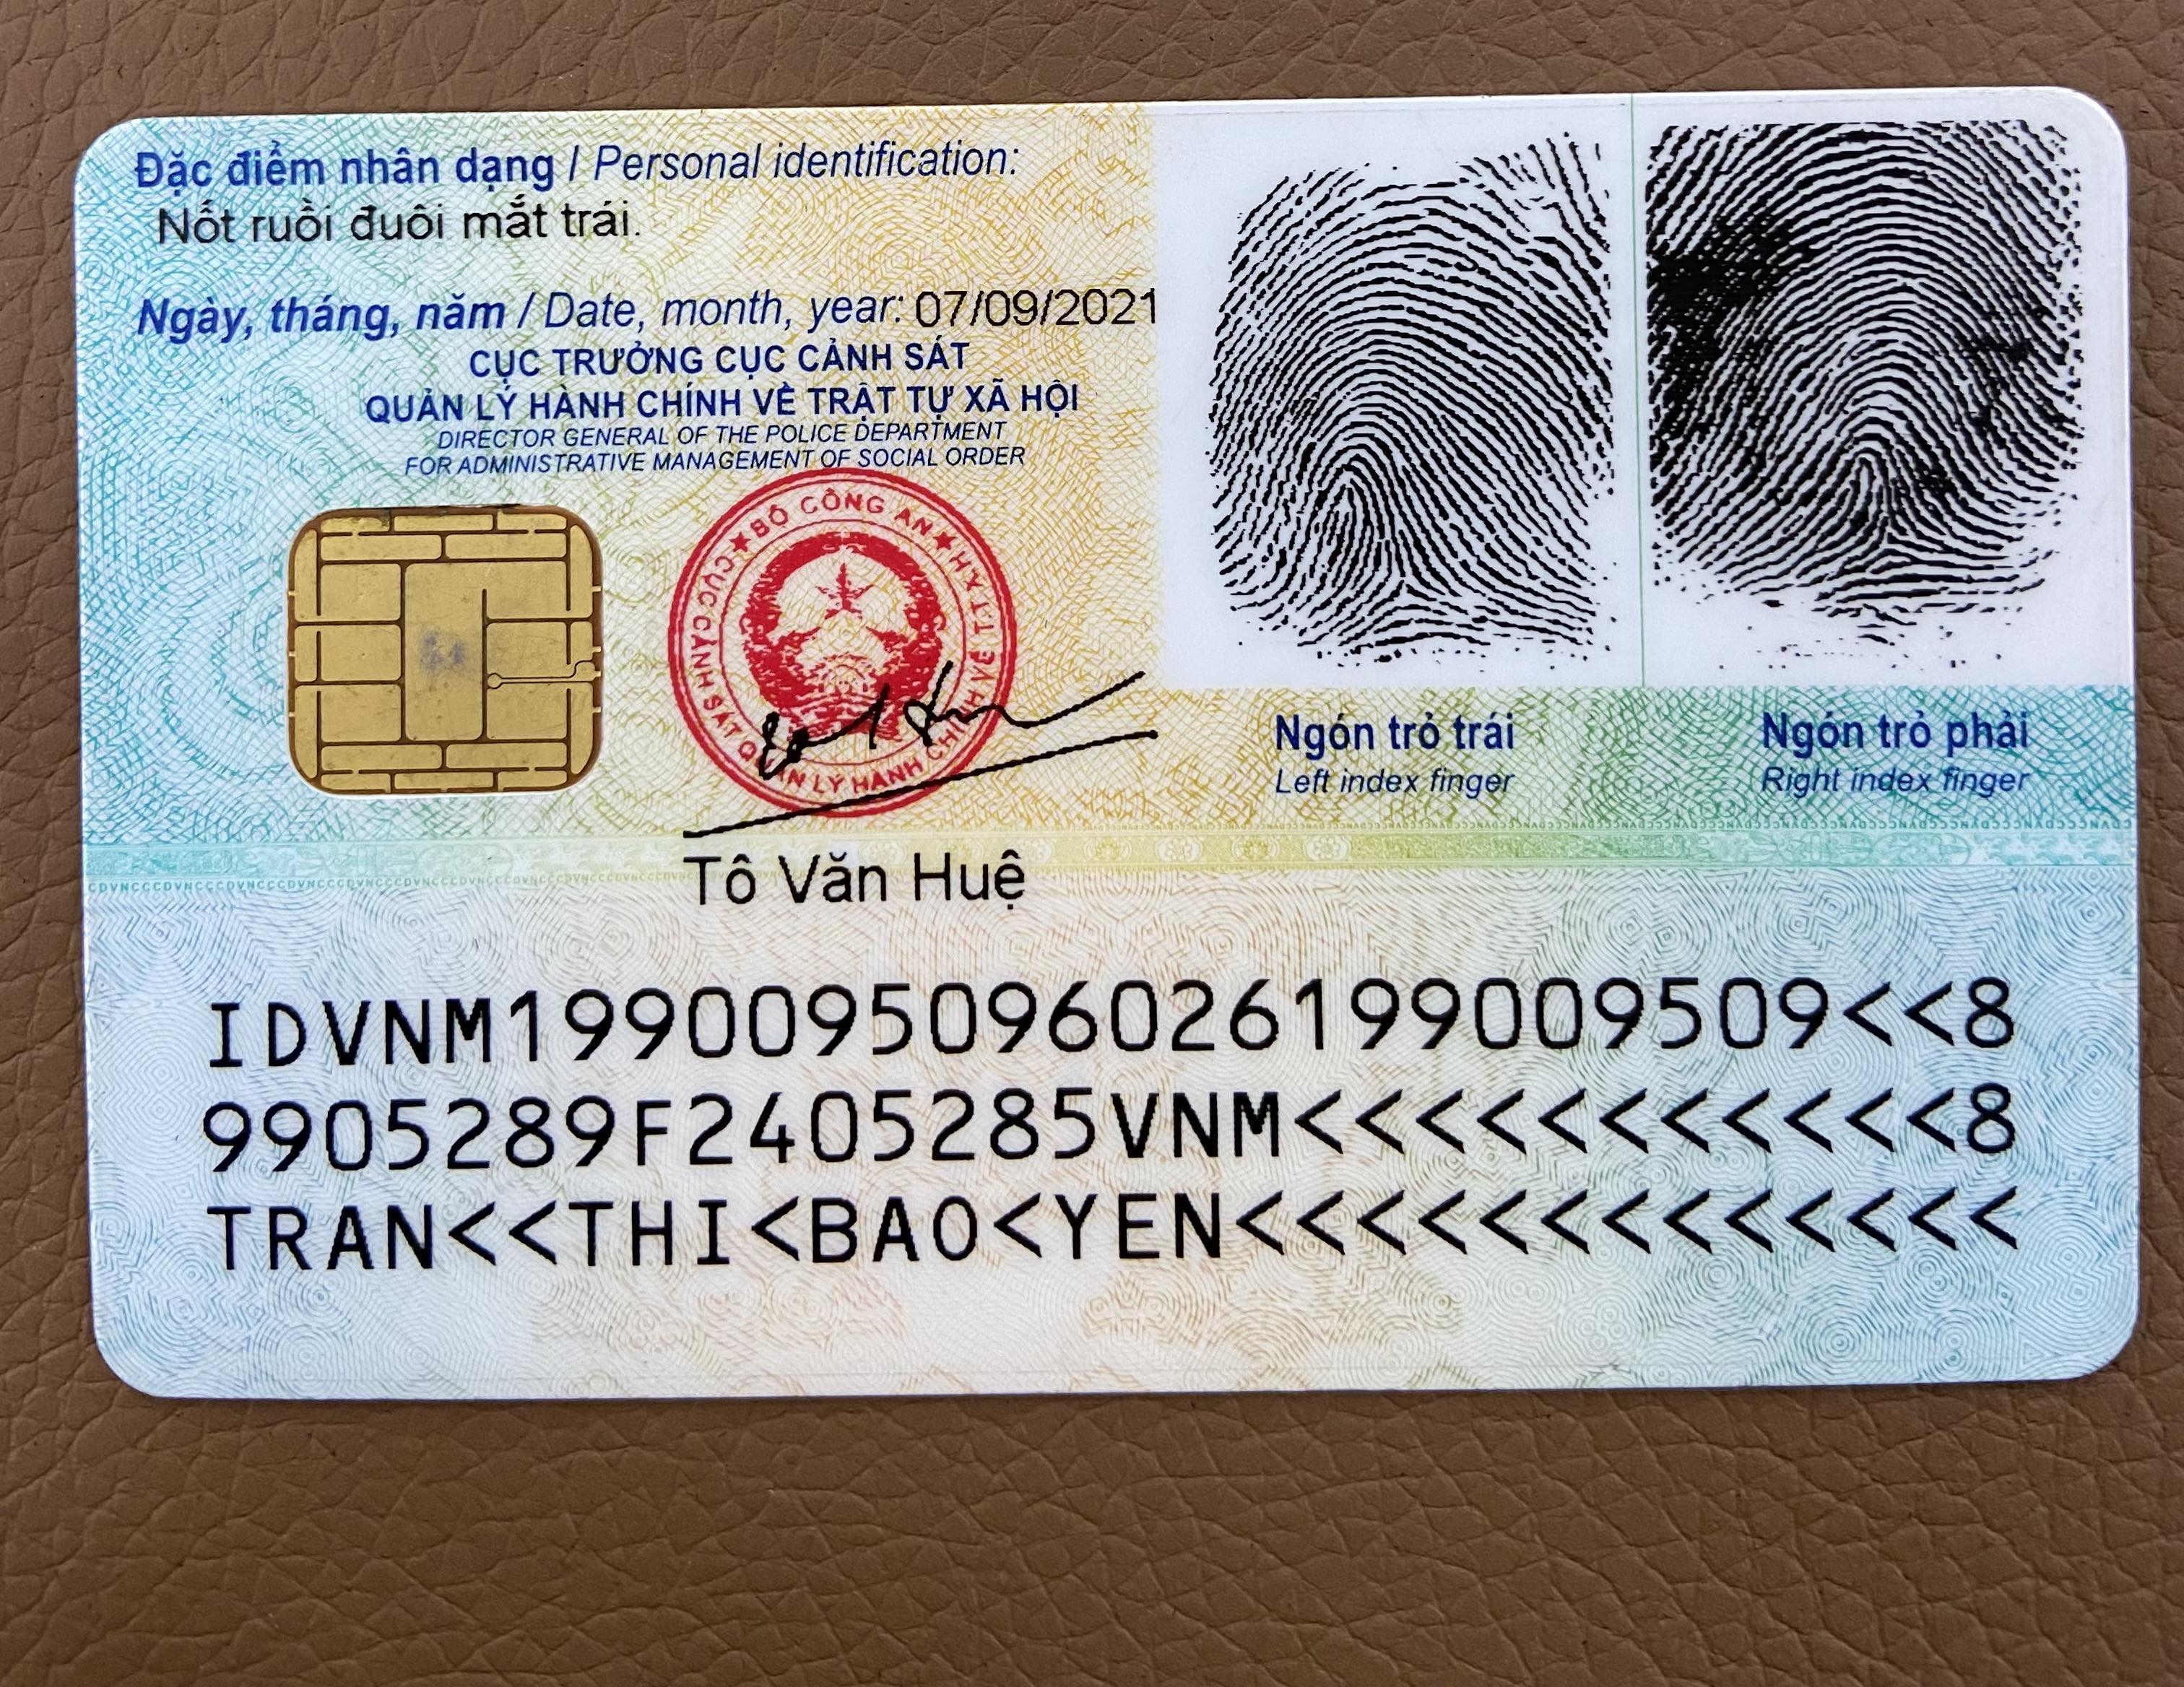 Đặc điểm nhân dạng / Personal identification:
Nốt ruồi đuôi mắt trái.
Ngày, tháng, năm / Date, month, year: 07/09/2021
CỤC TRƯỞNG CỤC CẢNH SÁT
QUẢN LÝ HÀNH CHÍNH VỀ TRẬT TỰ XÃ HỘI
DIRECTOR GENERAL OF THE POLICE DEPARTMENT
FOR ADMINISTRATIVE MANAGEMENT OF SOCIAL ORDER
★ BỘ CÔNG AN ★
CỤC CẢNH SÁT QUẢN LÝ HÀNH CHÍNH VỀ TTXH
Tô Văn Huệ
Ngón trỏ trái
Left index finger
Ngón trỏ phải
Right index finger
IDVNM1990095096026199009509<<8
9905289F2405285VNM<<<<<<<<<<<8
TRAN<<THI<BAO<YEN<<<<<<<<<<<<<